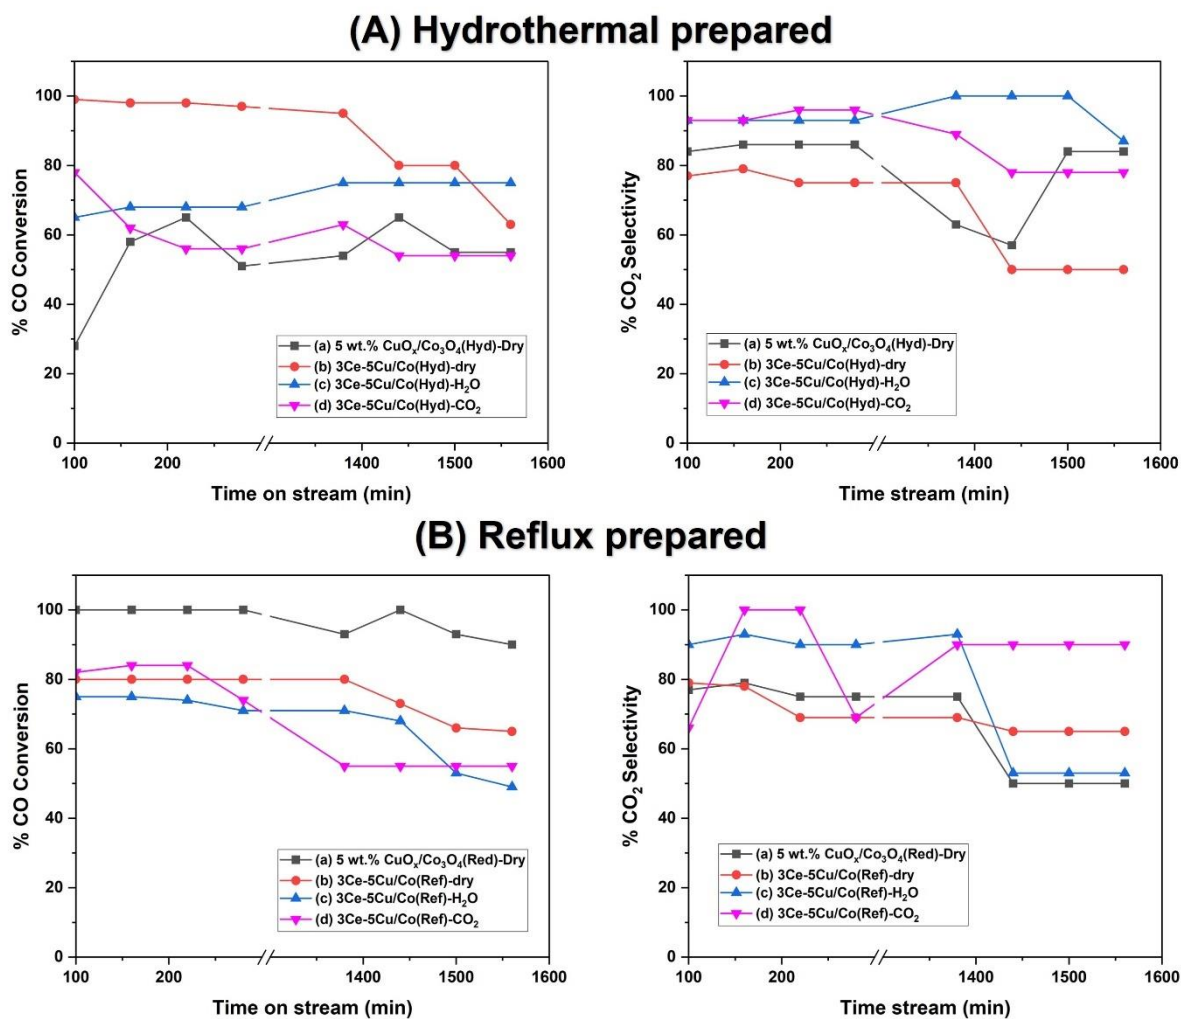 (A) Hydrothermal prepared
% CO Conversion
100
80
60
40
20
0
100
200
1400
1500
1600
Time on stream (min)
(a) 5 wt.% CuOₓ/Co₃O₄(Hyd)-Dry
(b) 3Ce-5Cu/Co(Hyd)-dry
(c) 3Ce-5Cu/Co(Hyd)-H₂O
(d) 3Ce-5Cu/Co(Hyd)-CO₂
% CO₂ Selectivity
100
80
60
40
20
0
100
200
1400
1500
1600
Time stream (min)
(a) 5 wt.% CuOₓ/Co₃O₄(Hyd)-Dry
(b) 3Ce-5Cu/Co(Hyd)-dry
(c) 3Ce-5Cu/Co(Hyd)-H₂O
(d) 3Ce-5Cu/Co(Hyd)-CO₂
(B) Reflux prepared
% CO Conversion
100
80
60
40
20
0
100
200
1400
1500
1600
Time on stream (min)
(a) 5 wt.% CuOₓ/Co₃O₄(Red)-Dry
(b) 3Ce-5Cu/Co(Ref)-dry
(c) 3Ce-5Cu/Co(Ref)-H₂O
(d) 3Ce-5Cu/Co(Ref)-CO₂
% CO₂ Selectivity
100
80
60
40
20
0
100
200
1400
1500
1600
Time stream (min)
(a) 5 wt.% CuOₓ/Co₃O₄(Red)-Dry
(b) 3Ce-5Cu/Co(Ref)-dry
(c) 3Ce-5Cu/Co(Ref)-H₂O
(d) 3Ce-5Cu/Co(Ref)-CO₂